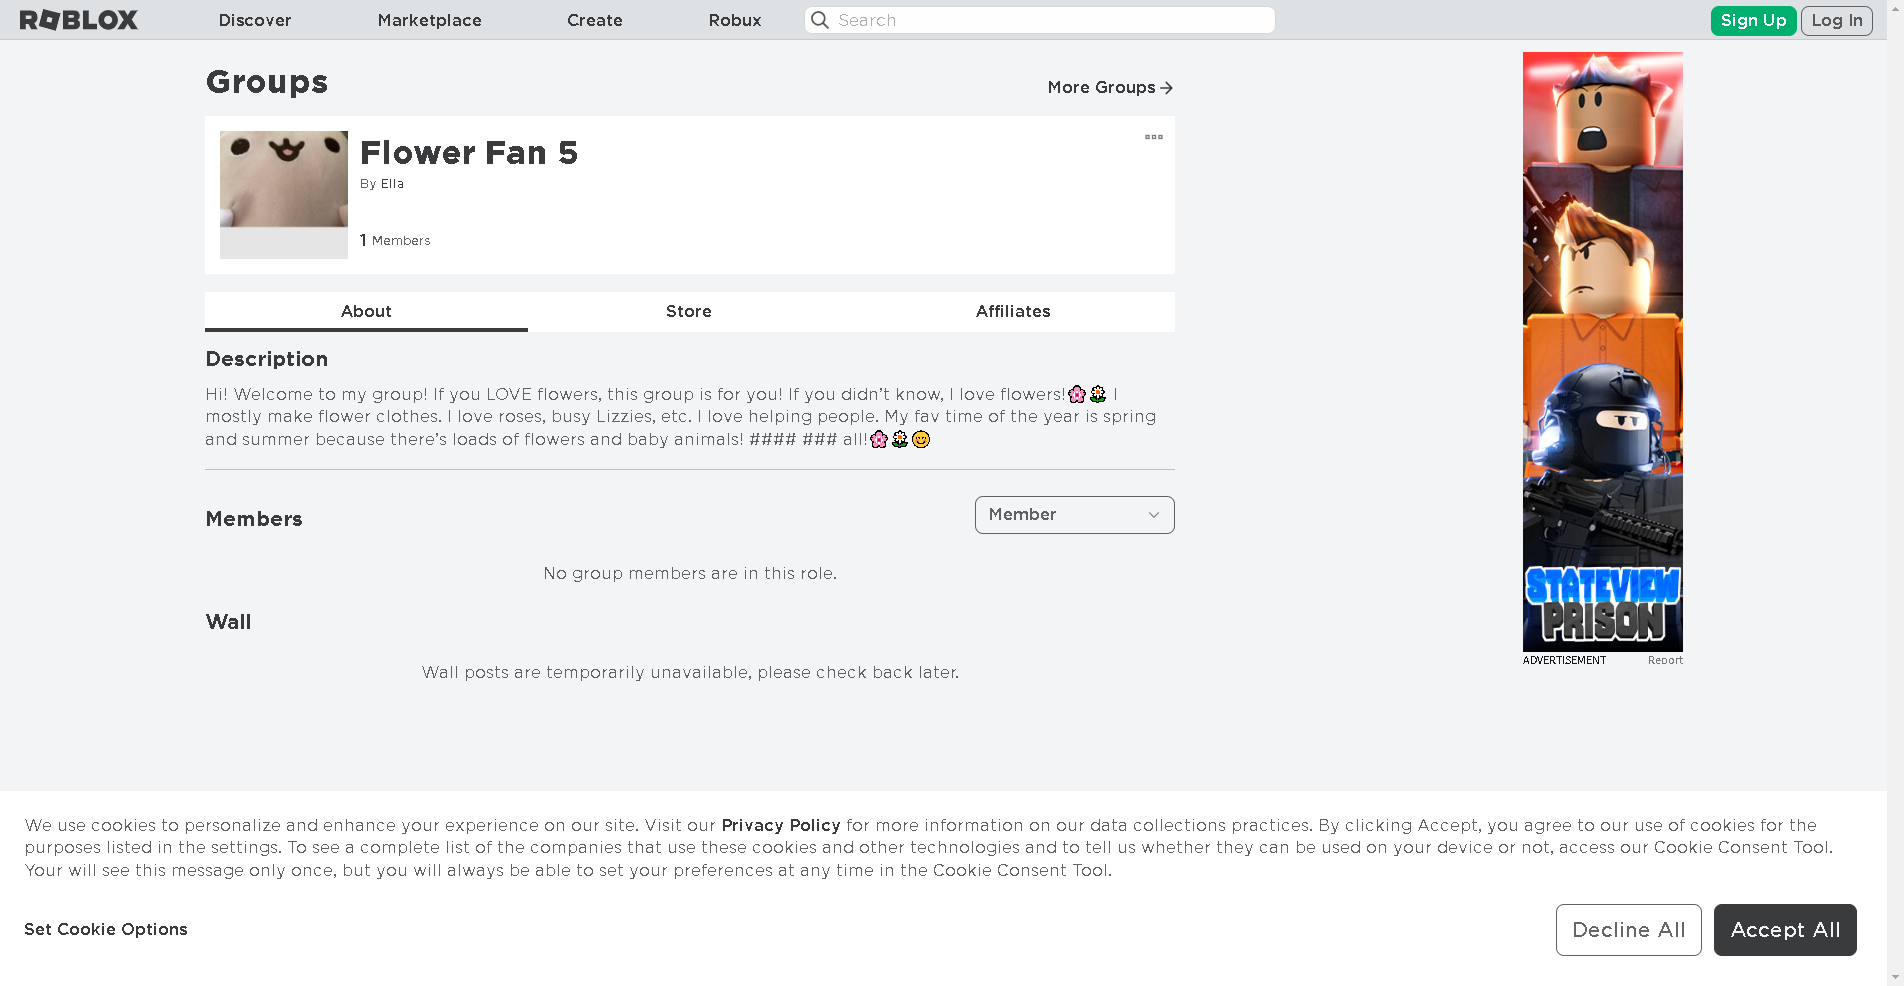 ROBLOX Discover Marketplace Create Robux Search Sign Up Log In
Groups
More Groups
Flower Fan 5
By Ella
1 Members
About Store Affiliates
Description
Hi! Welcome to my group! If you LOVE flowers, this group is for you! If you didn’t know, I love flowers!🌸🌼 I
mostly make flower clothes. I love roses, busy Lizzies, etc. I love helping people. My fav time of the year is spring
and summer because there’s loads of flowers and baby animals! #### ### all!🌸🌼😊
Members
Member
No group members are in this role.
Wall
Wall posts are temporarily unavailable, please check back later.
STATEVIEW
PRISON
ADVERTISEMENT Report
We use cookies to personalize and enhance your experience on our site. Visit our Privacy Policy for more information on our data collections practices. By clicking Accept, you agree to our use of cookies for the
purposes listed in the settings. To see a complete list of the companies that use these cookies and other technologies and to tell us whether they can be used on your device or not, access our Cookie Consent Tool.
Your will see this message only once, but you will always be able to set your preferences at any time in the Cookie Consent Tool.
Set Cookie Options
Decline All
Accept All